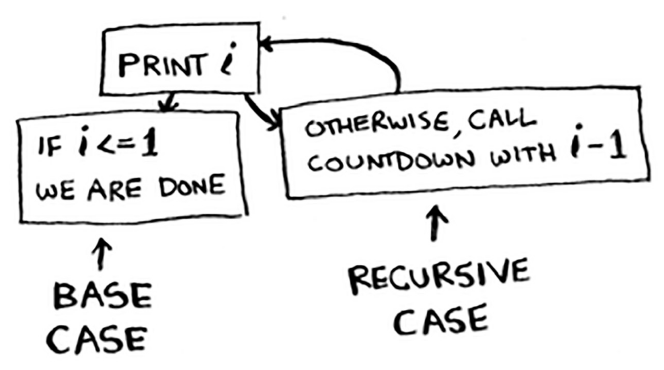 PRINT i
IF i<=1
WE ARE DONE
OTHERWISE, CALL
COUNTDOWN WITH i-1
BASE
CASE
RECURSIVE
CASE